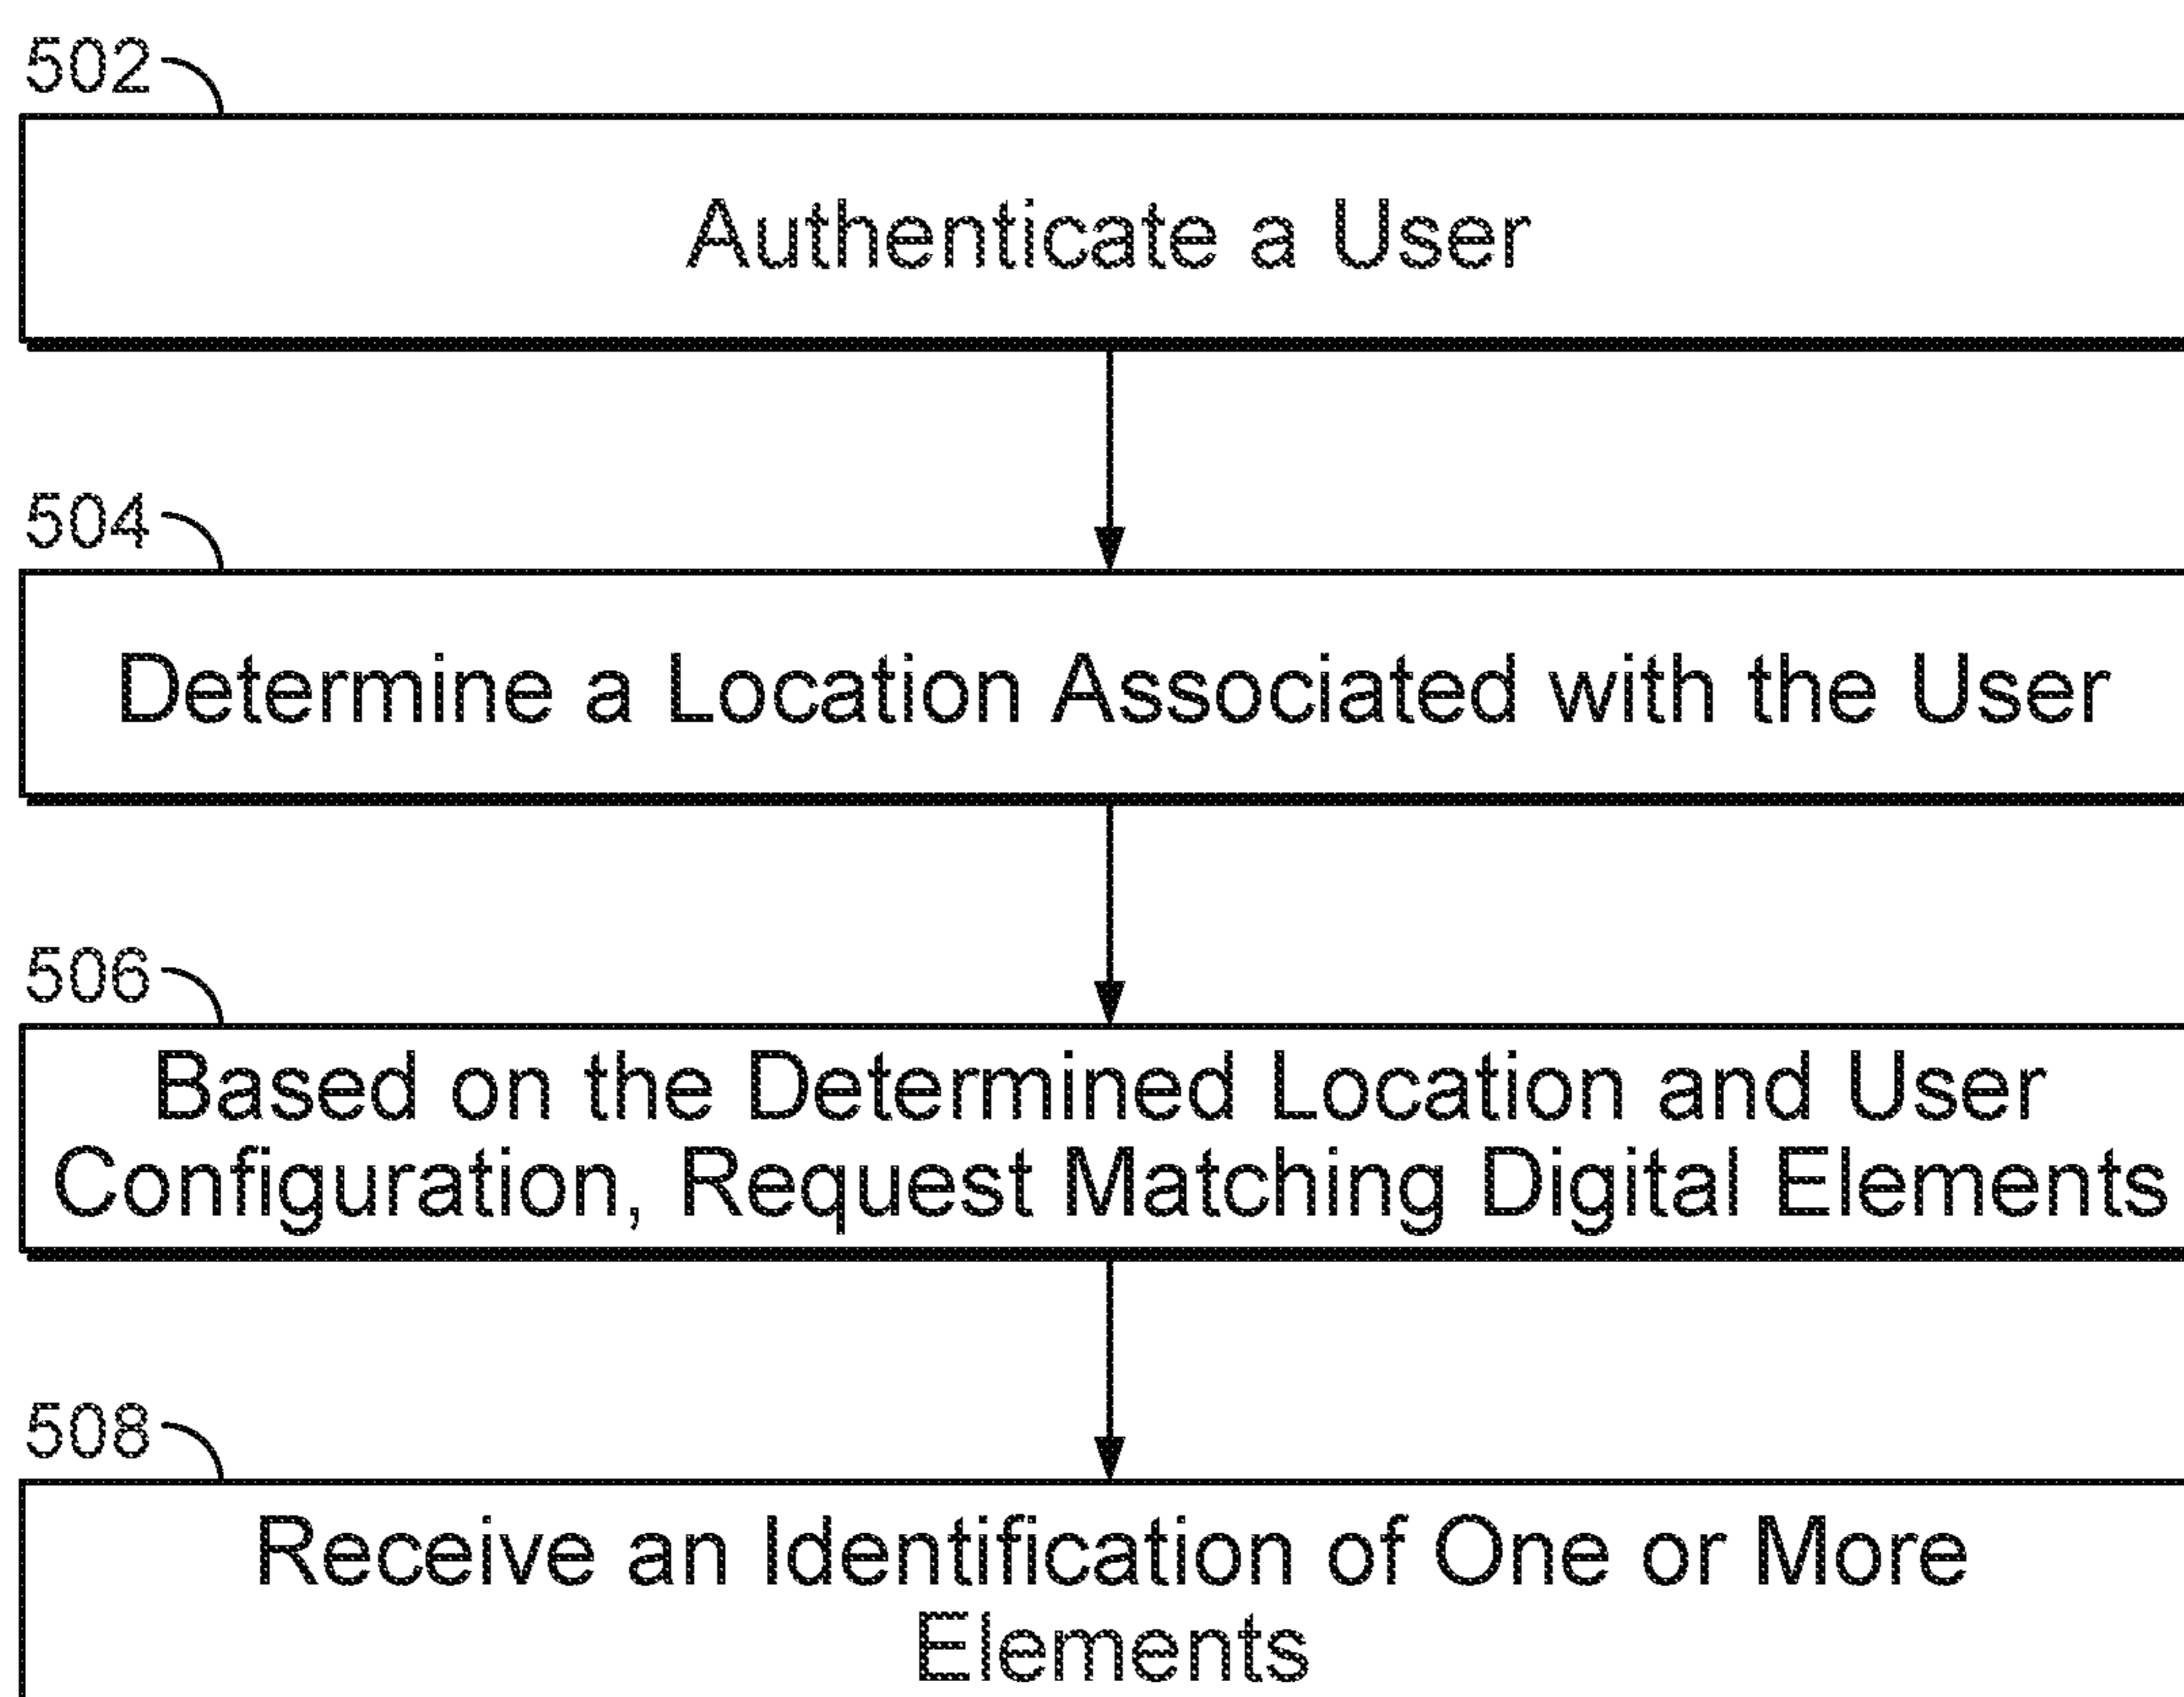 502
Authenticate a User
504
Determine a Location Associated with the User
506
Based on the Determined Location and User
Configuration, Request Matching Digital Elements
508
Receive an Identification of One or More
Elements